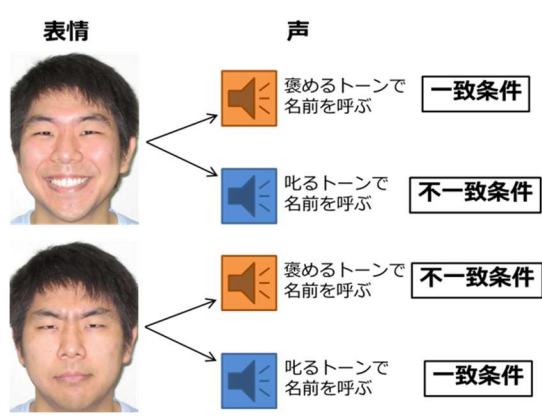 表情
声
褒めるトーンで
名前を呼ぶ
一致条件
叱るトーンで
名前を呼ぶ
不一致条件
褒めるトーンで
名前を呼ぶ
不一致条件
叱るトーンで
名前を呼ぶ
一致条件